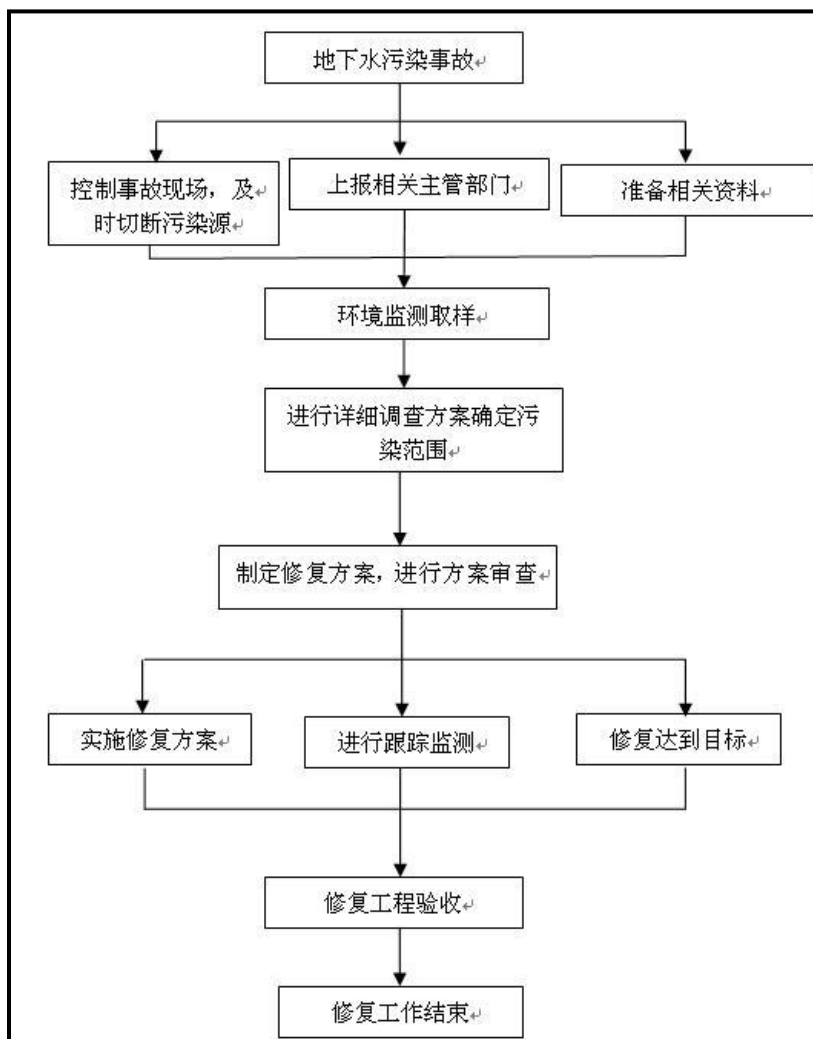 地下水污染事故
控制事故现场，及
时切断污染源
上报相关主管部门
准备相关资料
环境监测取样
进行详细调查方案确定污
染范围
制定修复方案，进行方案审查
实施修复方案
进行跟踪监测
修复达到目标
修复工程验收
修复工作结束